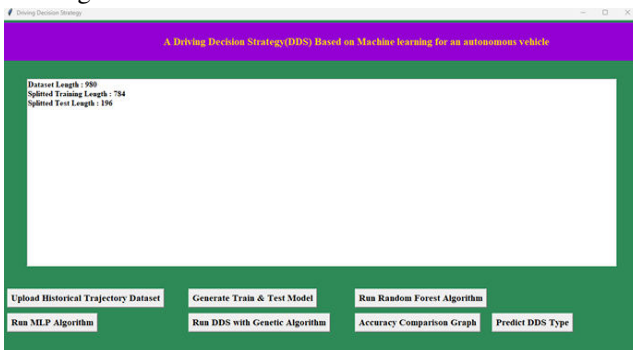 Driving Decision Strategy
A Driving Decision Strategy(DDS) Based on Machine learning for an autonomous vehicle
Dataset Length : 980
Splitted Training Length : 784
Splitted Test Length : 196
Upload Historical Trajectory Dataset Generate Train & Test Model Run Random Forest Algorithm
Run MLP Algorithm Run DDS with Genetic Algorithm Accuracy Comparison Graph Predict DDS Type